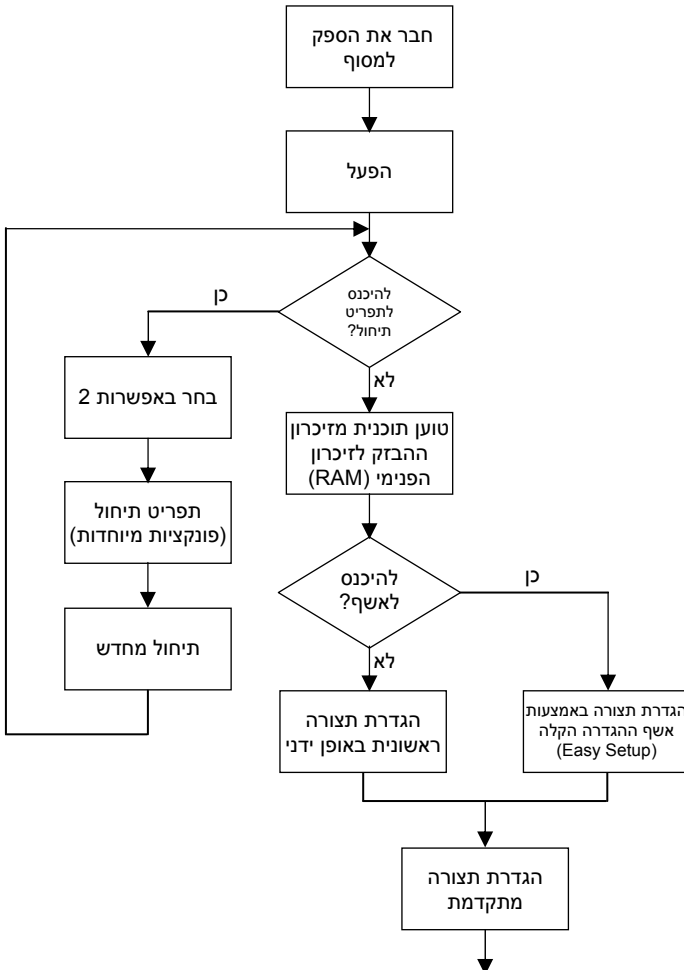 חבר את הספק
למסוף
הפעל
להיכנס
לתפריט
תיחול?
כן
לא
בחר באפשרות 2
תפריט תיחול
(פונקציות מיוחדות)
תיחול מחדש
טוען תוכנית מזיכרון
ההבזק לזיכרון
הפנימי (RAM)
להיכנס
לאשף?
כן
לא
הגדרת תצורה באמצעות
אשף ההגדרה הקלה
(Easy Setup)
הגדרת תצורה
ראשונית באופן ידני
הגדרת תצורה
מתקדמת